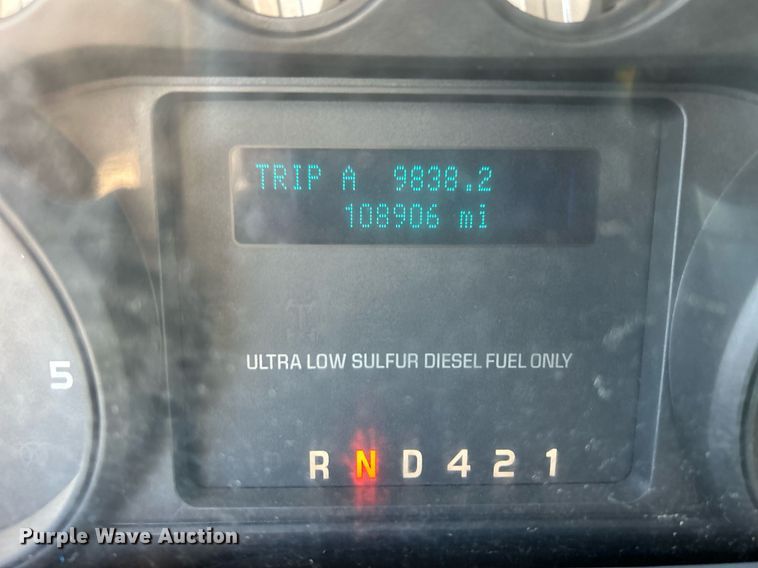 TRIP A 9838.2
108906 mi
5
ULTRA LOW SULFUR DIESEL FUEL ONLY
R N D 4 2 1
Purple Wave Auction